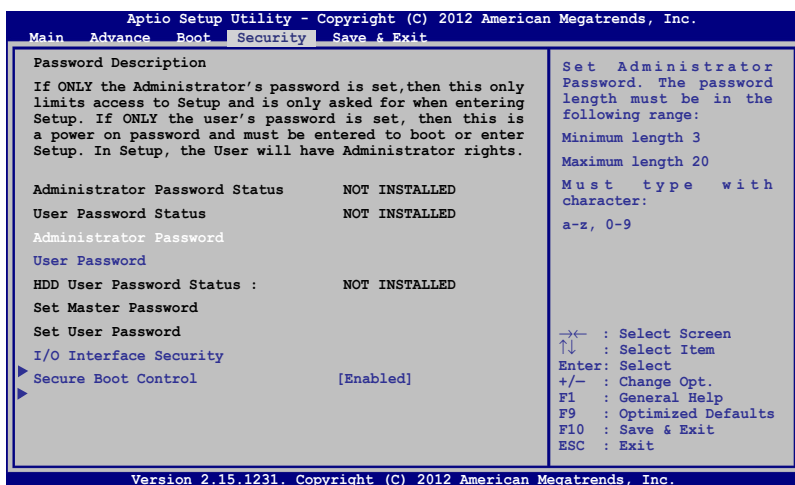 Aptio Setup Utility - Copyright (C) 2012 American Megatrends, Inc.
Main Advance Boot Security Save & Exit
Password Description
If ONLY the Administrator's password is set,then this only
limits access to Setup and is only asked for when entering
Setup. If ONLY the user's password is set, then this is
a power on password and must be entered to boot or enter
Setup. In Setup, the User will have Administrator rights.
Administrator Password Status NOT INSTALLED
User Password Status NOT INSTALLED
Administrator Password
User Password
HDD User Password Status : NOT INSTALLED
Set Master Password
Set User Password
I/O Interface Security
Secure Boot Control [Enabled]
Set Administrator
Password. The password
length must be in the
following range:
Minimum length 3
Maximum length 20
Must type with
character:
a-z, 0-9
→← : Select Screen
↑↓ : Select Item
Enter: Select
+/— : Change Opt.
F1 : General Help
F9 : Optimized Defaults
F10 : Save & Exit
ESC : Exit
Version 2.15.1231. Copyright (C) 2012 American Megatrends, Inc.